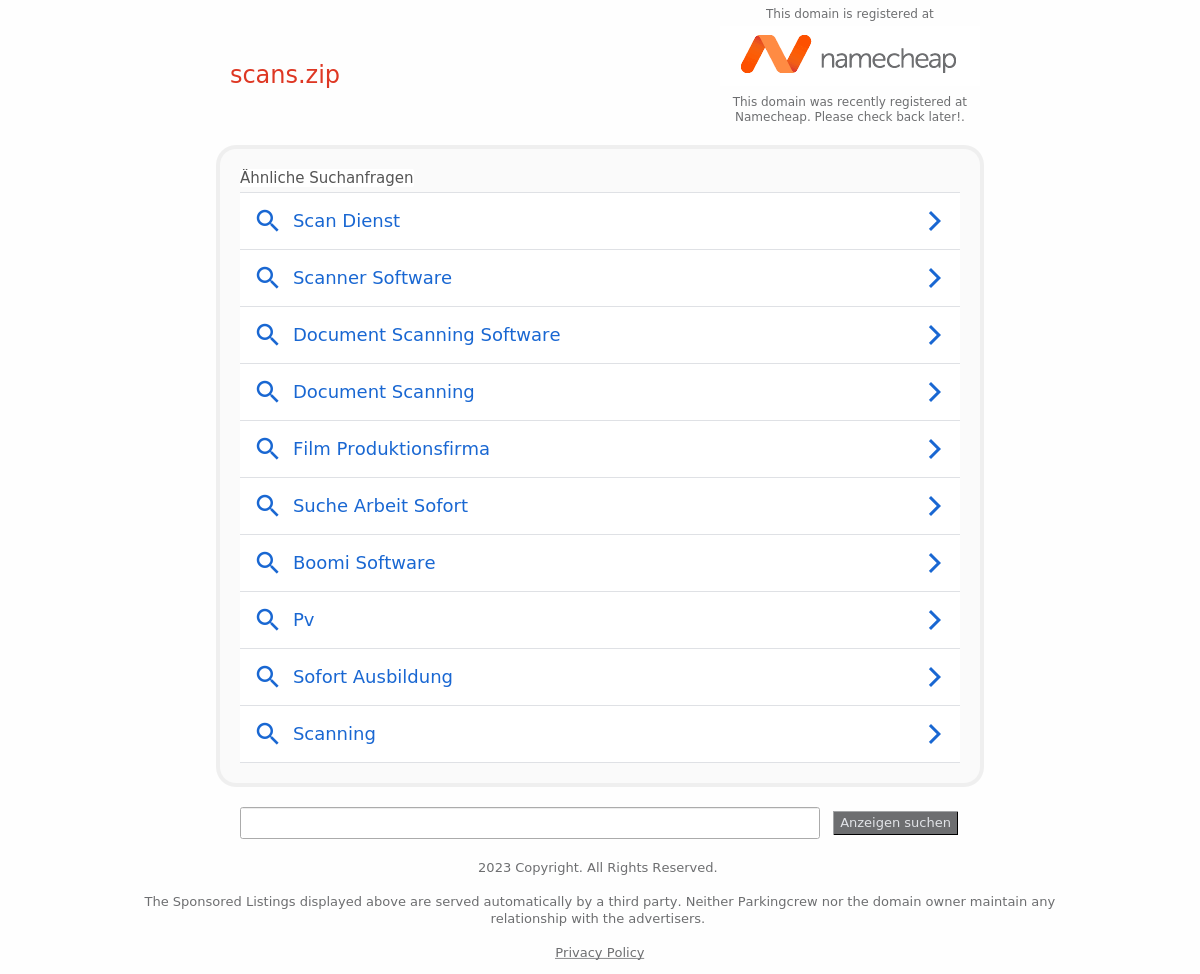 This domain is registered at
namecheap
scans.zip
This domain was recently registered at
Namecheap. Please check back later!.
Ähnliche Suchanfragen
Scan Dienst
Scanner Software
Document Scanning Software
Document Scanning
Film Produktionsfirma
Suche Arbeit Sofort
Boomi Software
Pv
Sofort Ausbildung
Scanning
Anzeigen suchen
2023 Copyright. All Rights Reserved.
The Sponsored Listings displayed above are served automatically by a third party. Neither Parkingcrew nor the domain owner maintain any
relationship with the advertisers.
Privacy Policy